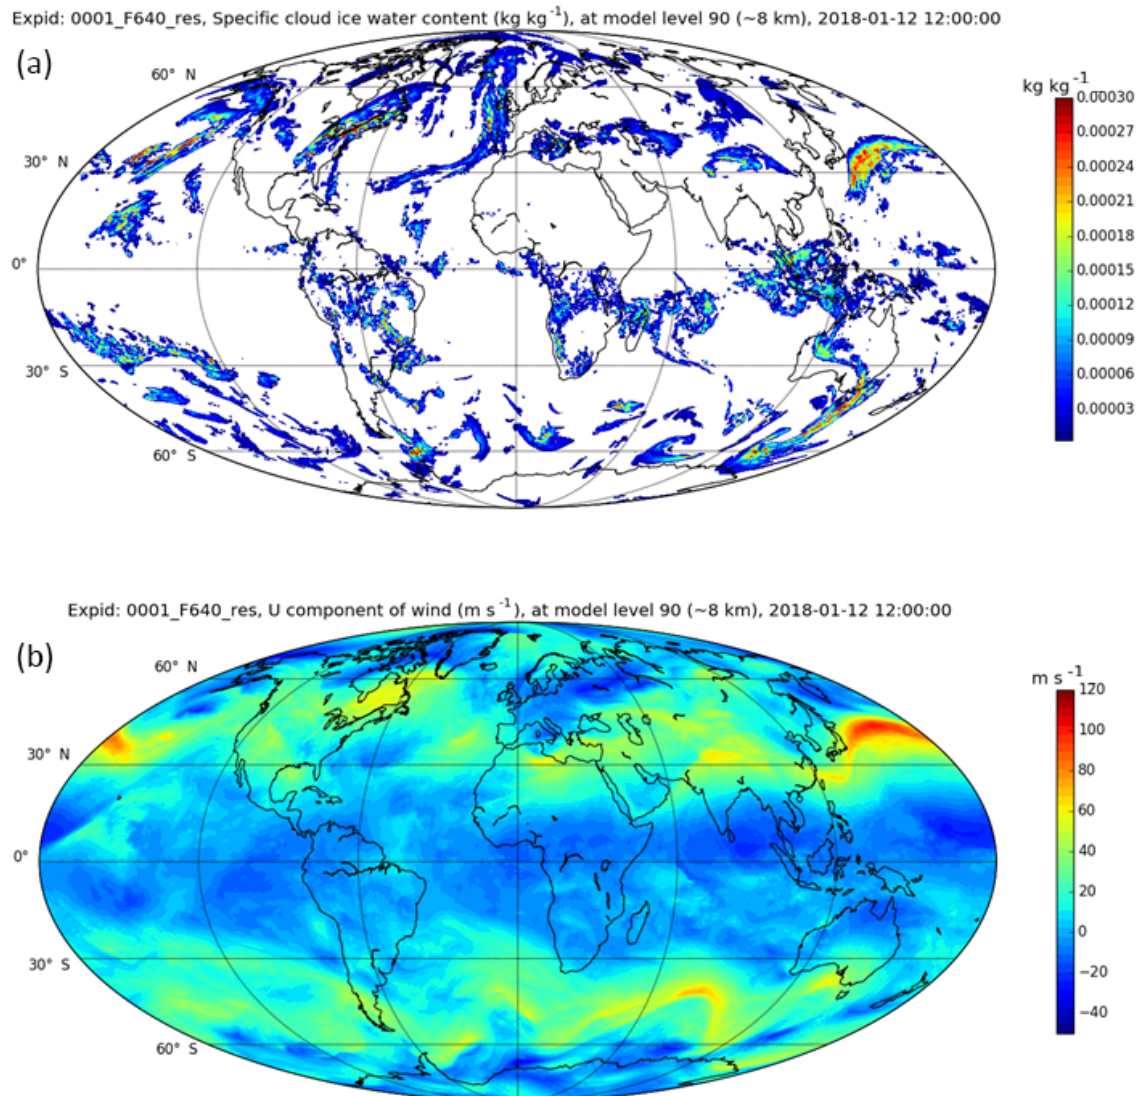 Expid: 0001_F640_res, Specific cloud ice water content (kg kg⁻¹), at model level 90 (~8 km), 2018-01-12 12:00:00
(a)
60° N
30° N
0°
30° S
60° S
kg kg⁻¹
0.00030
0.00027
0.00024
0.00021
0.00018
0.00015
0.00012
0.00009
0.00006
0.00003
Expid: 0001_F640_res, U component of wind (m s⁻¹), at model level 90 (~8 km), 2018-01-12 12:00:00
(b)
60° N
30° N
0°
30° S
60° S
m s⁻¹
120
100
80
60
40
20
0
−20
−40